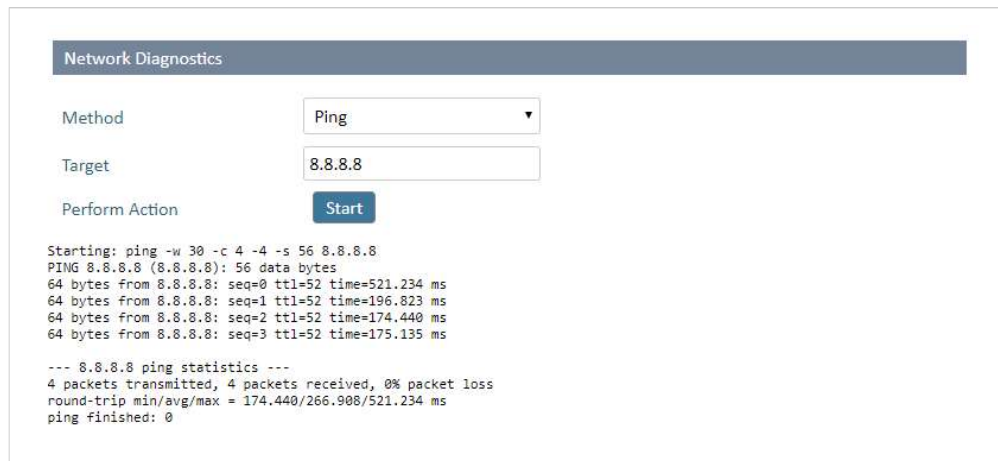 Network Diagnostics
Method Ping
Target 8.8.8.8
Perform Action Start
Starting: ping -w 30 -c 4 -4 -s 56 8.8.8.8
PING 8.8.8.8 (8.8.8.8): 56 data bytes
64 bytes from 8.8.8.8: seq=0 ttl=52 time=521.234 ms
64 bytes from 8.8.8.8: seq=1 ttl=52 time=196.823 ms
64 bytes from 8.8.8.8: seq=2 ttl=52 time=174.440 ms
64 bytes from 8.8.8.8: seq=3 ttl=52 time=175.135 ms
--- 8.8.8.8 ping statistics ---
4 packets transmitted, 4 packets received, 0% packet loss
round-trip min/avg/max = 174.440/266.908/521.234 ms
ping finished: 0